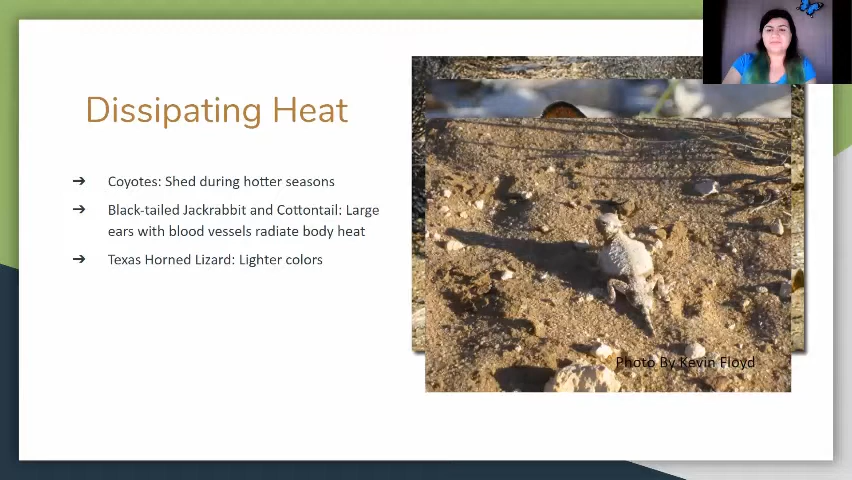 Dissipating Heat
➔ Coyotes: Shed during hotter seasons
➔ Black-tailed Jackrabbit and Cottontail: Large
ears with blood vessels radiate body heat
➔ Texas Horned Lizard: Lighter colors
Photo By Kevin Floyd